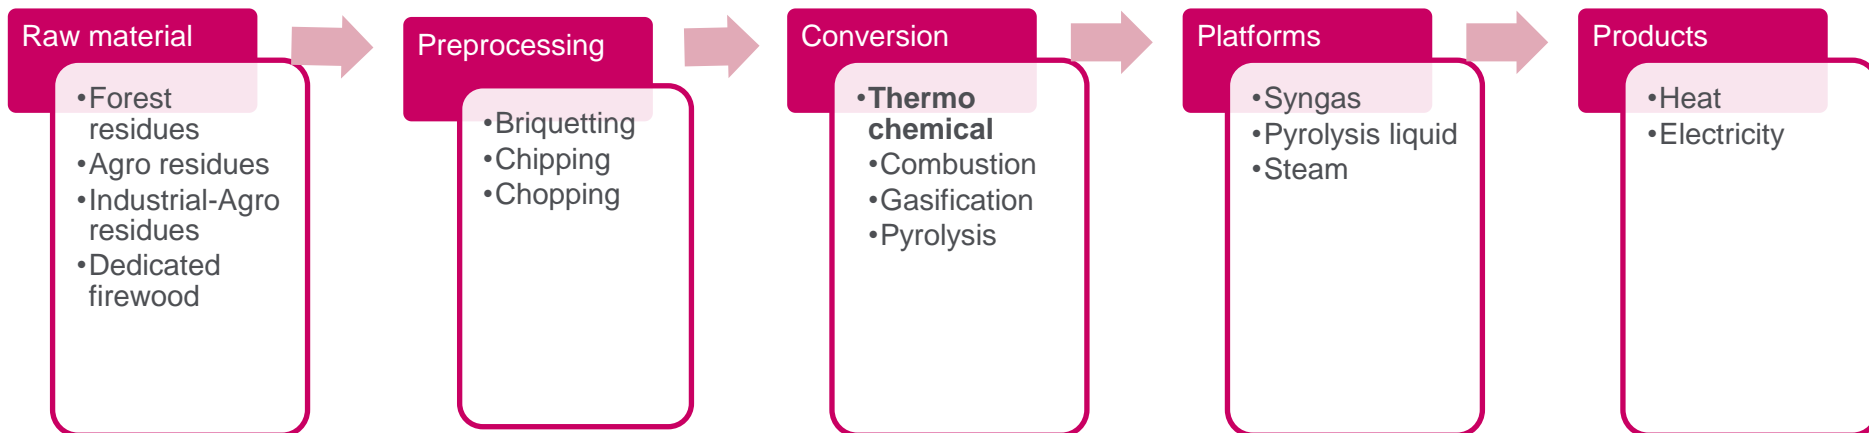 Raw material
•Forest
residues
•Agro residues
•Industrial-Agro
residues
•Dedicated
firewood
Preprocessing
•Briquetting
•Chipping
•Chopping
Conversion
•Thermo
chemical
•Combustion
•Gasification
•Pyrolysis
Platforms
•Syngas
•Pyrolysis liquid
•Steam
Products
•Heat
•Electricity